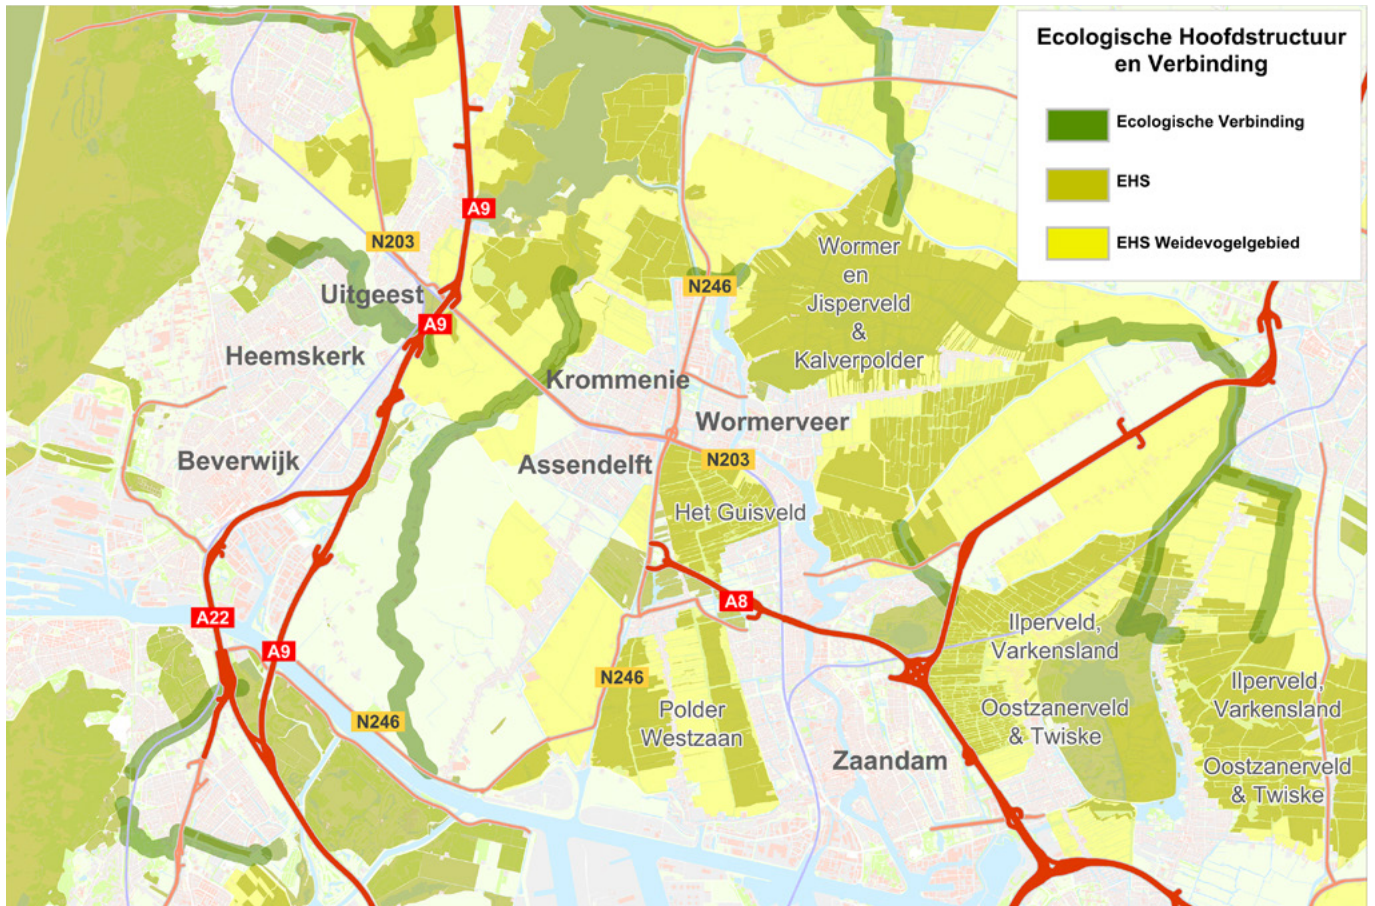 Ecologische Hoofdstructuur
en Verbinding
Ecologische Verbinding
EHS
EHS Weidevogelgebied
A9
N203
Wormer
en
Jisperveld
&
Kalverpolder
N246
Uitgeest
A9
Heemskerk
Krommenie
Wormerveer
Beverwijk
Assendelft
N203
Het Guisveld
A22
A8
A9
Ilperveld,
Varkensland
N246
Ilperveld,
Varkensland
N246
Polder
Westzaan
Oostzanerveld
& Twiske
Zaandam
Oostzanerveld
& Twiske